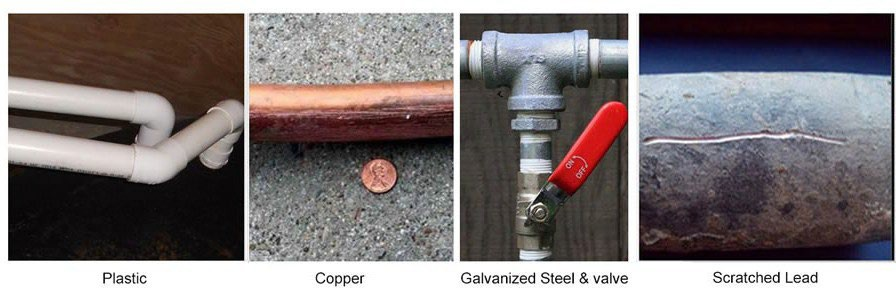 ON
OFF
Plastic
Copper
Galvanized Steel & valve
Scratched Lead